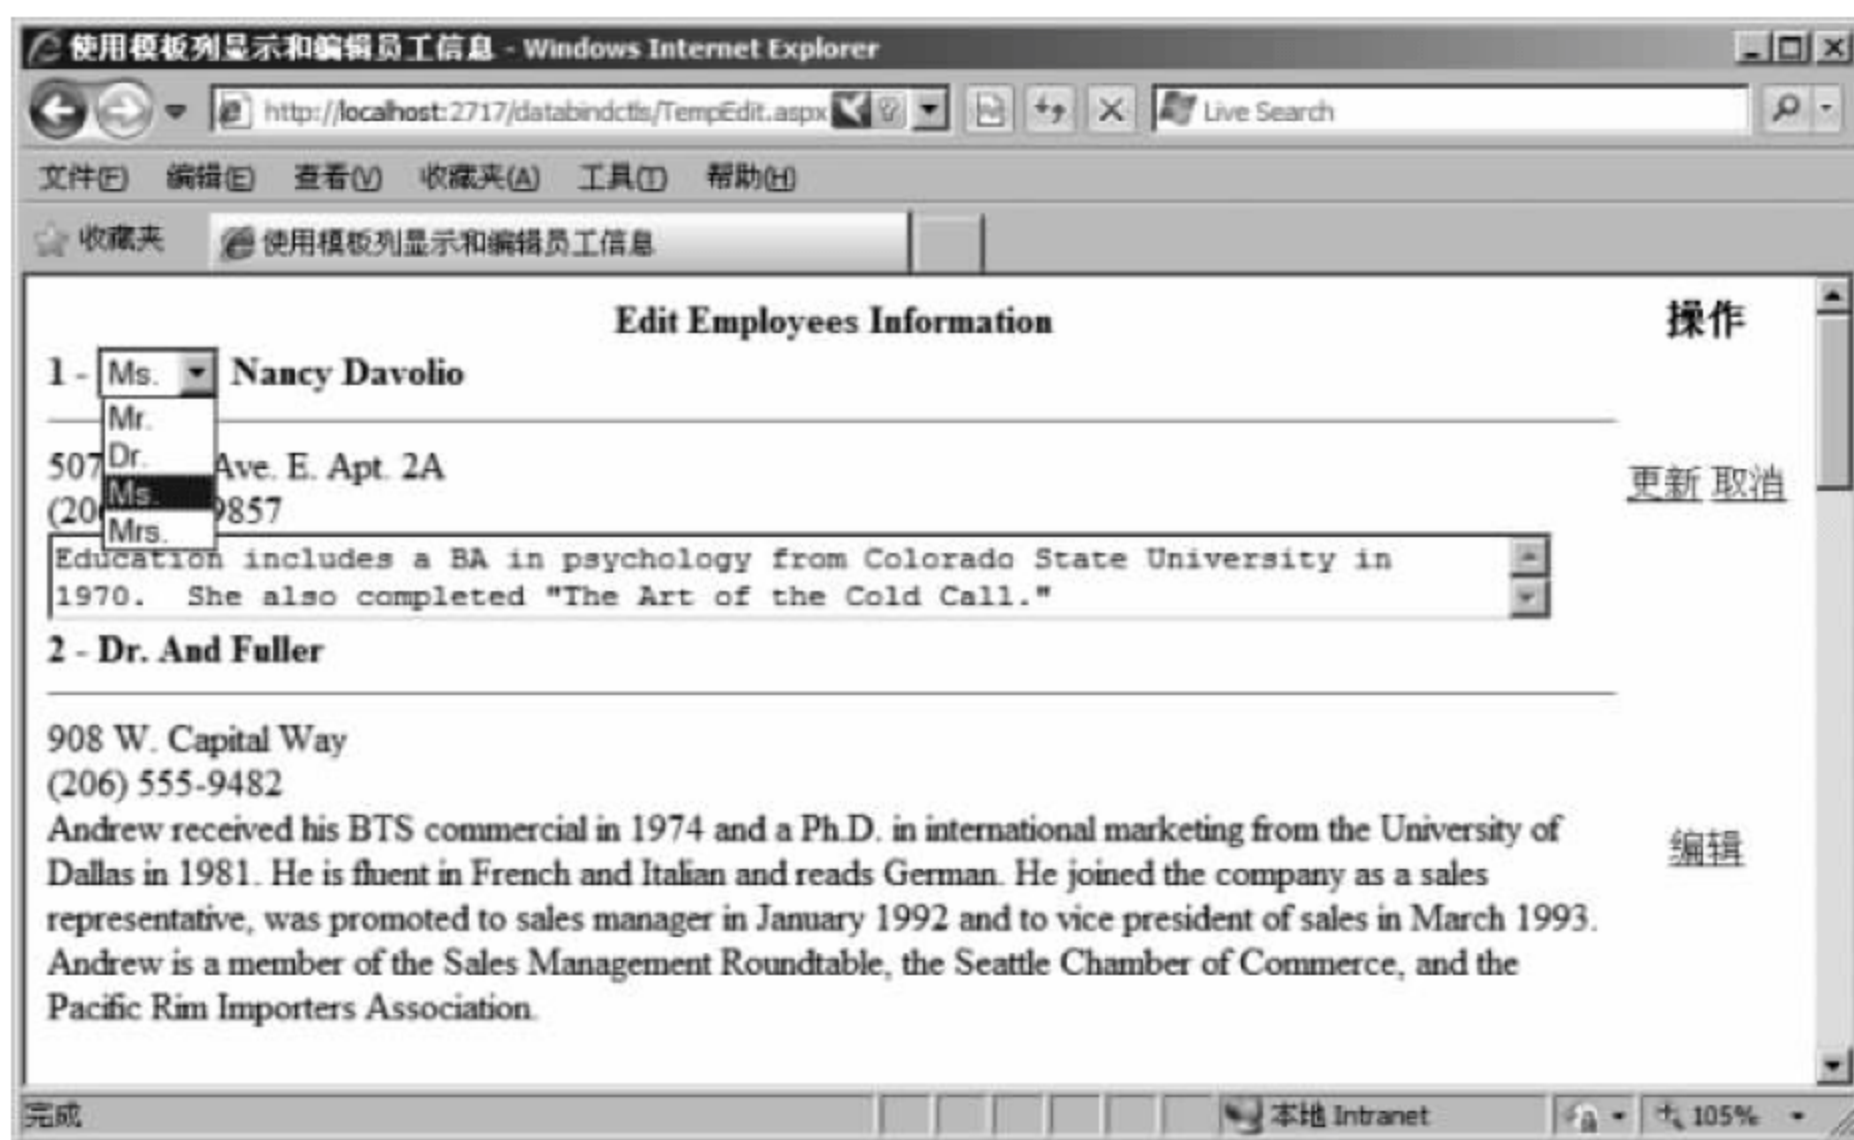 使用模板列显示和编辑员工信息 - Windows Internet Explorer
http://localhost:2717/databindctls/TempEdit.aspx Live Search
文件(F) 编辑(E) 查看(V) 收藏夹(A) 工具(T) 帮助(H)
收藏夹 使用模板列显示和编辑员工信息
Edit Employees Information 操作
1 - Ms. Nancy Davolio
Mr.
Dr.
Ms.
Mrs.
507 Ave. E. Apt. 2A
(20 9857
更新 取消
Education includes a BA in psychology from Colorado State University in
1970. She also completed "The Art of the Cold Call."
2 - Dr. And Fuller
908 W. Capital Way
(206) 555-9482
Andrew received his BTS commercial in 1974 and a Ph.D. in international marketing from the University of
Dallas in 1981. He is fluent in French and Italian and reads German. He joined the company as a sales
representative, was promoted to sales manager in January 1992 and to vice president of sales in March 1993.
Andrew is a member of the Sales Management Roundtable, the Seattle Chamber of Commerce, and the
Pacific Rim Importers Association.
编辑
完成 本地 Intranet 105%